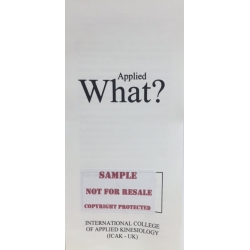 Applied
What?
SAMPLE
NOT FOR RESALE
COPYRIGHT PROTECTED
INTERNATIONAL COLLEGE
OF APPLIED KINESIOLOGY
(ICAK - UK)